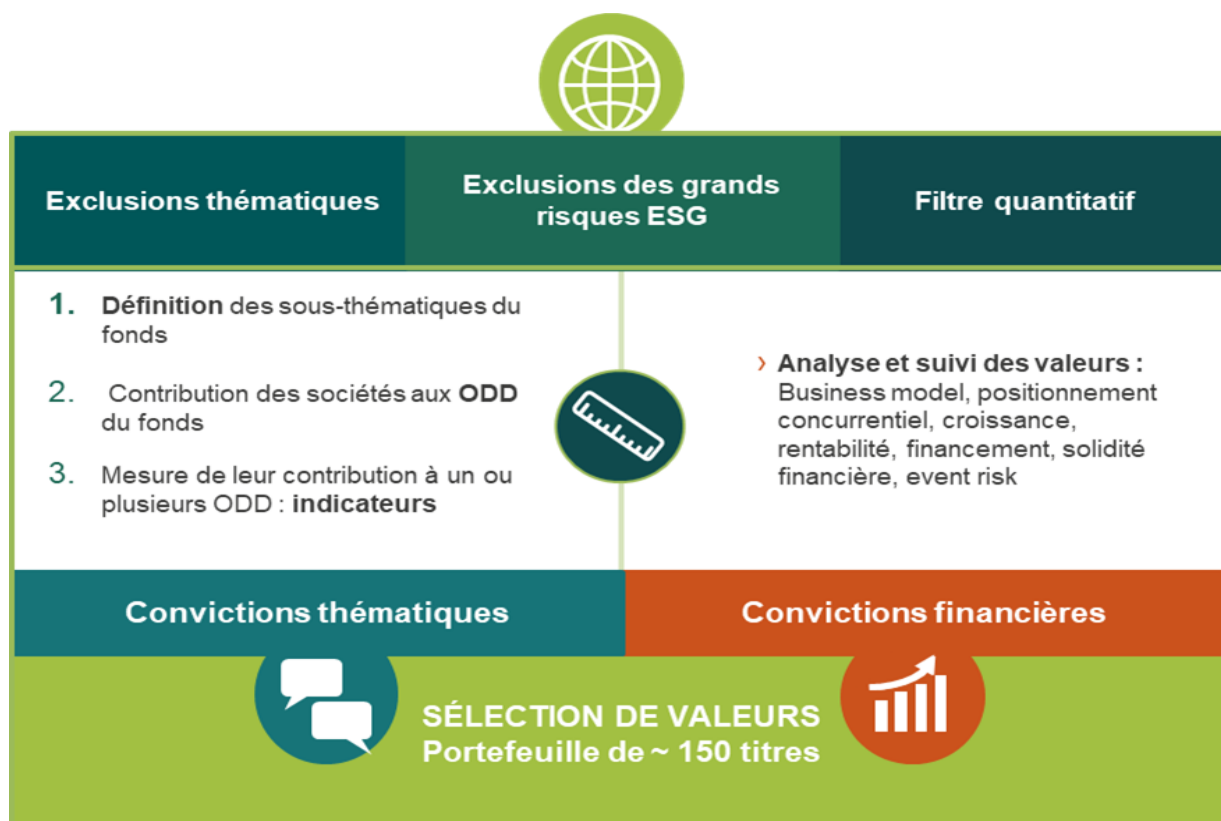 Exclusions thématiques
Exclusions des grands
risques ESG
Filtre quantitatif
1. Définition des sous-thématiques du
fonds
2. Contribution des sociétés aux ODD
du fonds
3. Mesure de leur contribution à un ou
plusieurs ODD : indicateurs
› Analyse et suivi des valeurs :
Business model, positionnement
concurrentiel, croissance,
rentabilité, financement, solidité
financière, event risk
Convictions thématiques
Convictions financières
SÉLECTION DE VALEURS
Portefeuille de ~ 150 titres